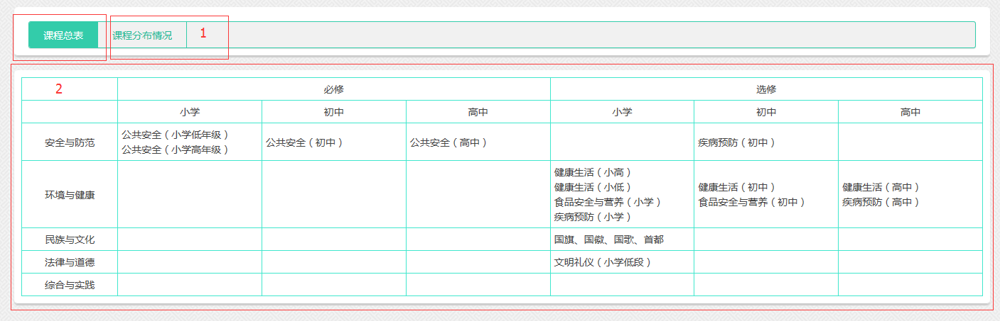 课程总表 课程分布情况 1
2 必修 选修
小学 初中 高中 小学 初中 高中
安全与防范
公共安全（小学低年级）
公共安全（小学高年级）
公共安全（初中）
公共安全（高中）
疾病预防（初中）
环境与健康
健康生活（小高）
健康生活（小低）
食品安全与营养（小学）
疾病预防（小学）
健康生活（初中）
食品安全与营养（初中）
健康生活（高中）
疾病预防（高中）
民族与文化
国旗、国徽、国歌、首都
法律与道德
文明礼仪（小学低段）
综合与实践